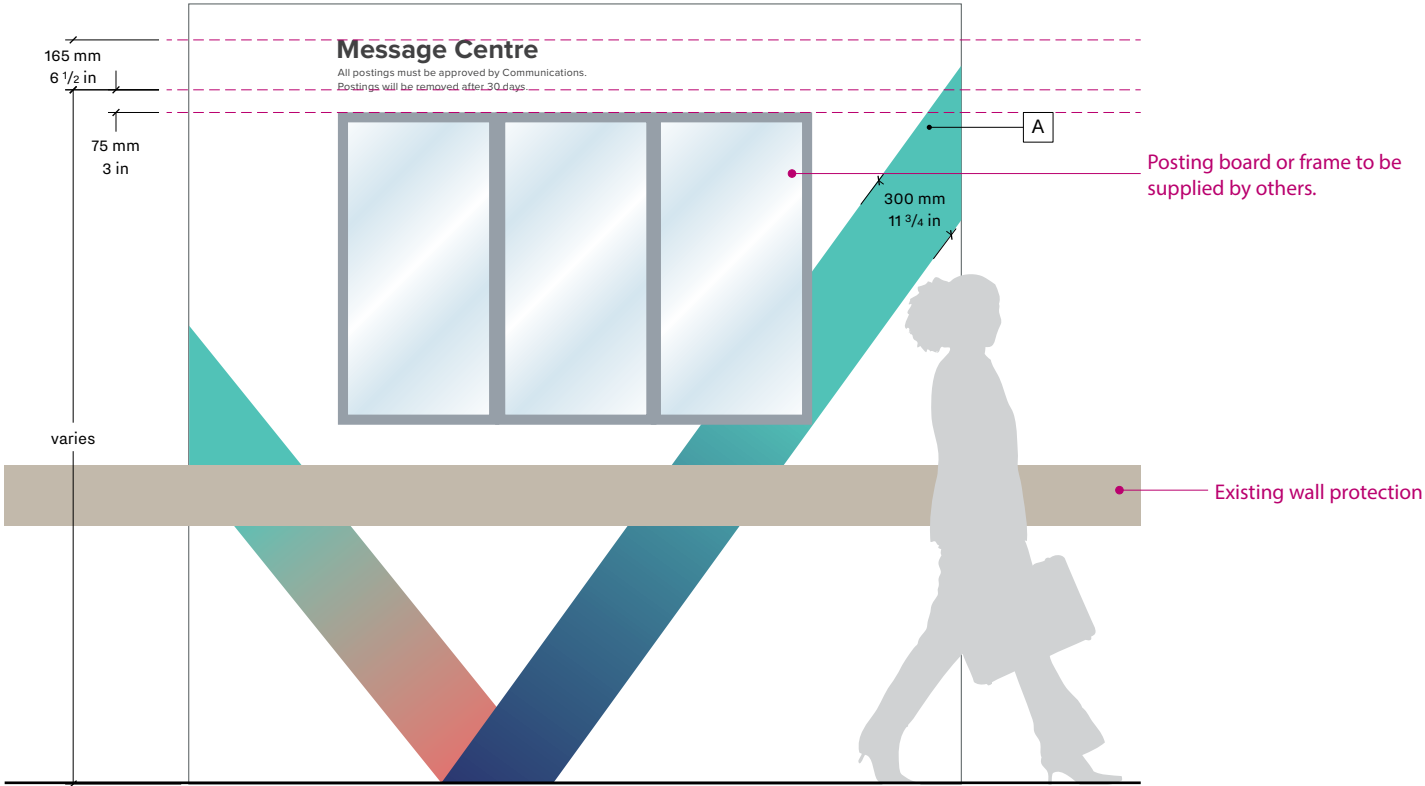 165 mm
6 1/2 in
Message Centre
All postings must be approved by Communications.
Postings will be removed after 30 days.
75 mm
3 in
A
Posting board or frame to be
supplied by others.
300 mm
11 3/4 in
varies
Existing wall protection